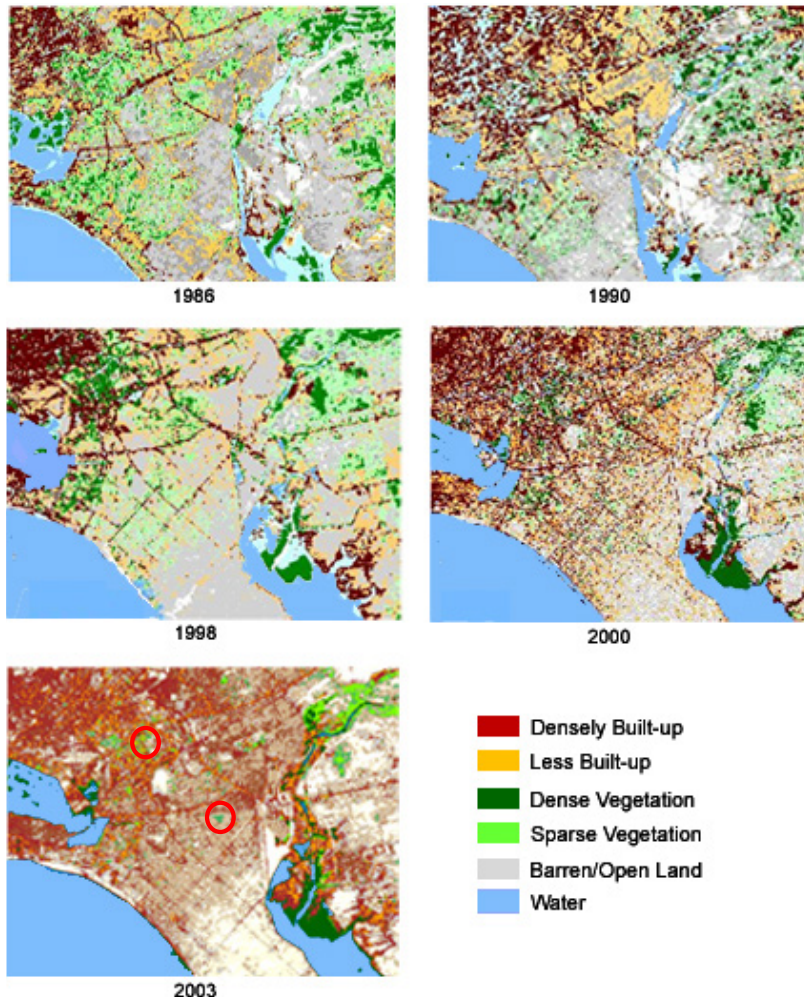 1986
1990
1998
2000
2003
Densely Built-up
Less Built-up
Dense Vegetation
Sparse Vegetation
Barren/Open Land
Water